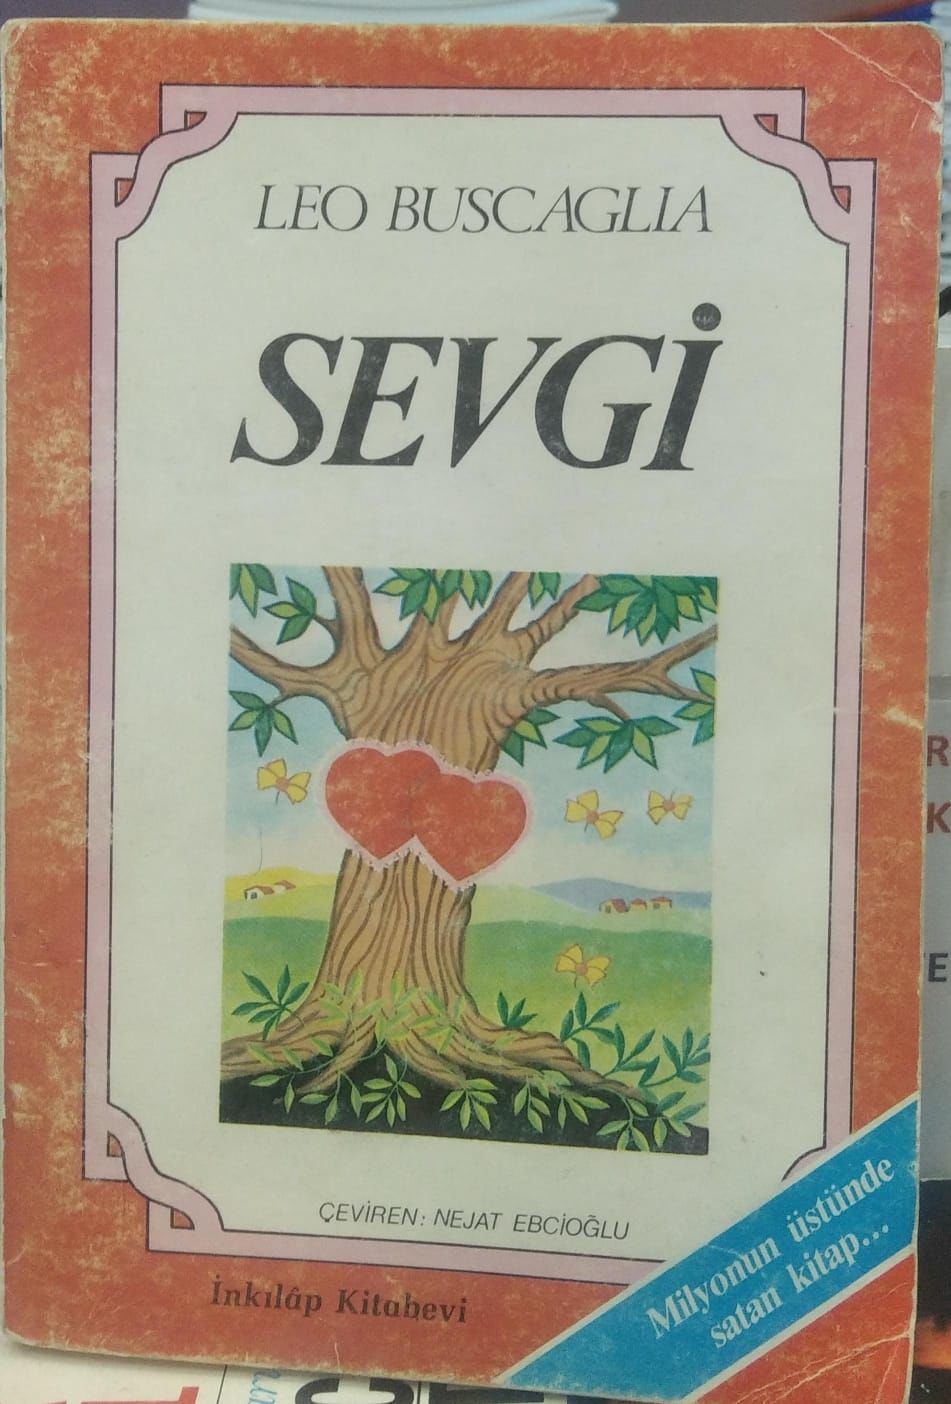 LEO BUSCAGLIA
SEVGİ
ÇEVİREN: NEJAT EBCİOĞLU
İnkılâp Kitabevi
Milyonun üstünde
satan kitap...
R
K
E